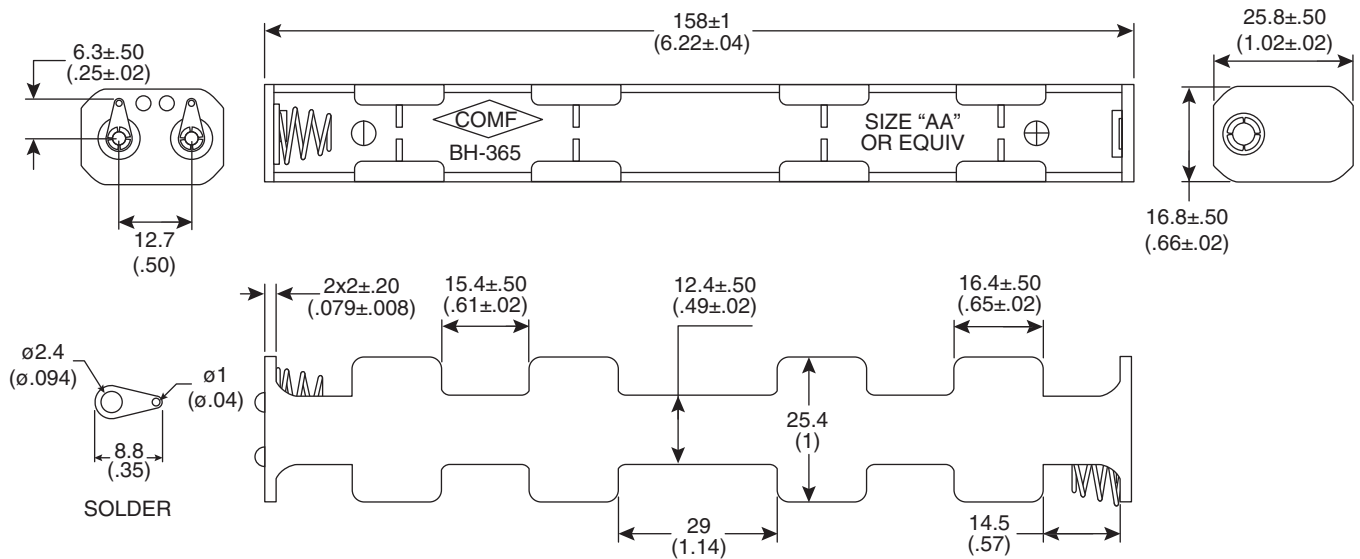 158±1
(6.22±.04)
25.8±.50
(1.02±.02)
6.3±.50
(.25±.02)
COMF
BH-365
SIZE “AA”
OR EQUIV
16.8±.50
(.66±.02)
12.7
(.50)
2x2±.20
(.079±.008)
15.4±.50
(.61±.02)
12.4±.50
(.49±.02)
16.4±.50
(.65±.02)
ø2.4
(ø.094)
ø1
(ø.04)
8.8
(.35)
SOLDER
25.4
(1)
29
(1.14)
14.5
(.57)